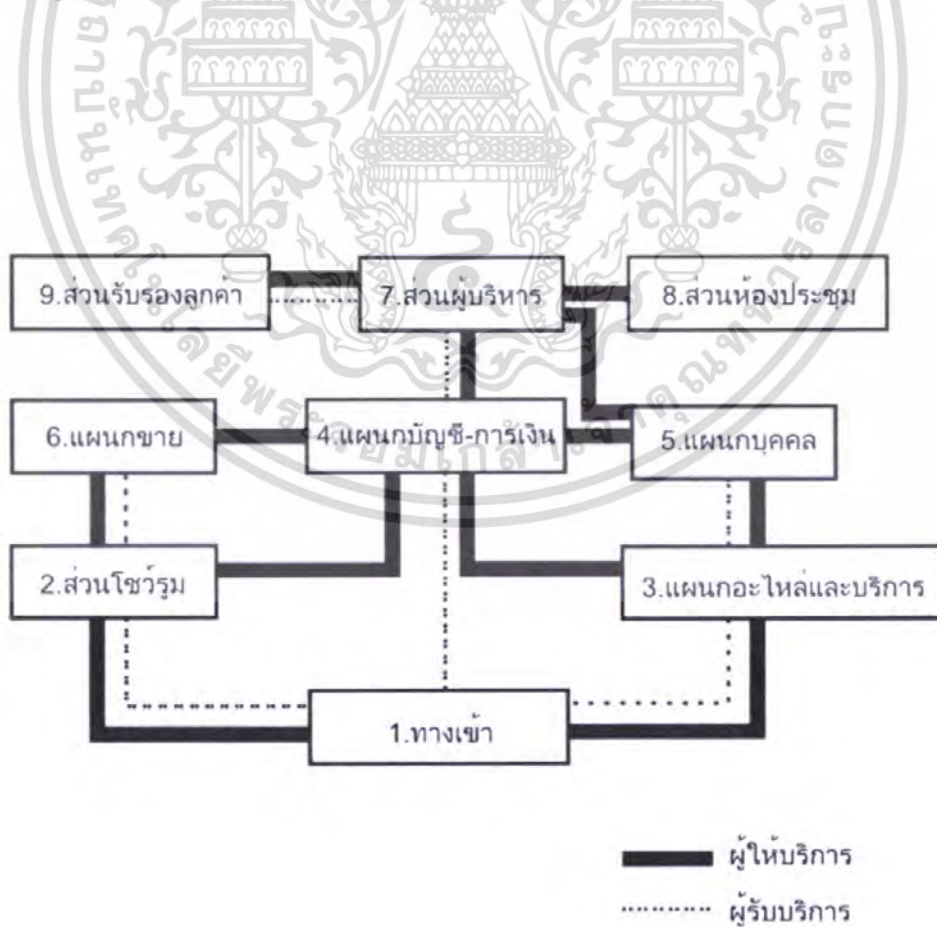 9.ส่วนรับรองลูกค้า
7.ส่วนผู้บริหาร
8.ส่วนห้องประชุม
6.แผนกขาย
4.แผนกบัญชี-การเงิน
5.แผนกบุคคล
2.ส่วนโชว์รูม
3.แผนกอะไหล่และบริการ
1.ทางเข้า
ผู้ให้บริการ
ผู้รับบริการ